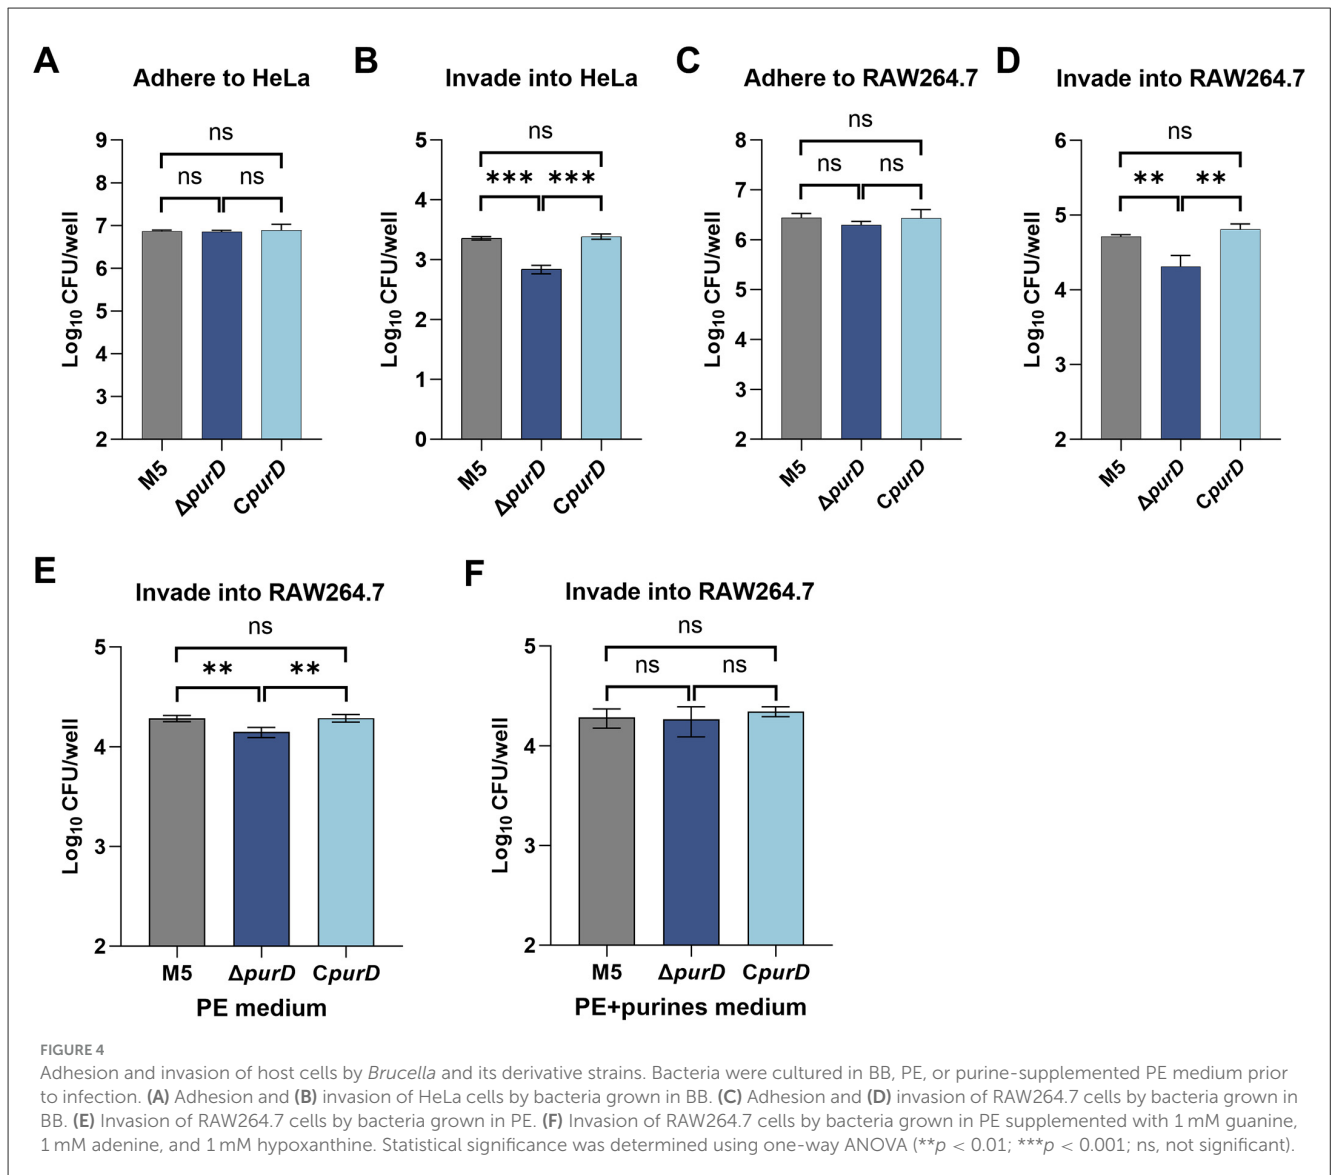 A
Adhere to HeLa
ns
ns
ns
Log10 CFU/well
9
8
7
6
5
4
3
2
M5
ΔpurD
CpurD
B
Invade into HeLa
ns
***
***
Log10 CFU/well
5
4
3
2
1
0
M5
ΔpurD
CpurD
C
Adhere to RAW264.7
ns
ns
ns
Log10 CFU/well
8
7
6
5
4
3
2
M5
ΔpurD
CpurD
D
Invade into RAW264.7
ns
**
**
Log10 CFU/well
6
5
4
3
2
M5
ΔpurD
CpurD
E
Invade into RAW264.7
ns
**
**
Log10 CFU/well
5
4
3
2
M5
ΔpurD
CpurD
PE medium
F
Invade into RAW264.7
ns
ns
ns
Log10 CFU/well
5
4
3
2
M5
ΔpurD
CpurD
PE+purines medium
FIGURE 4
Adhesion and invasion of host cells by Brucella and its derivative strains. Bacteria were cultured in BB, PE, or purine-supplemented PE medium prior
to infection. (A) Adhesion and (B) invasion of HeLa cells by bacteria grown in BB. (C) Adhesion and (D) invasion of RAW264.7 cells by bacteria grown in
BB. (E) Invasion of RAW264.7 cells by bacteria grown in PE. (F) Invasion of RAW264.7 cells by bacteria grown in PE supplemented with 1 mM guanine,
1 mM adenine, and 1 mM hypoxanthine. Statistical significance was determined using one-way ANOVA (**p < 0.01; ***p < 0.001; ns, not significant).